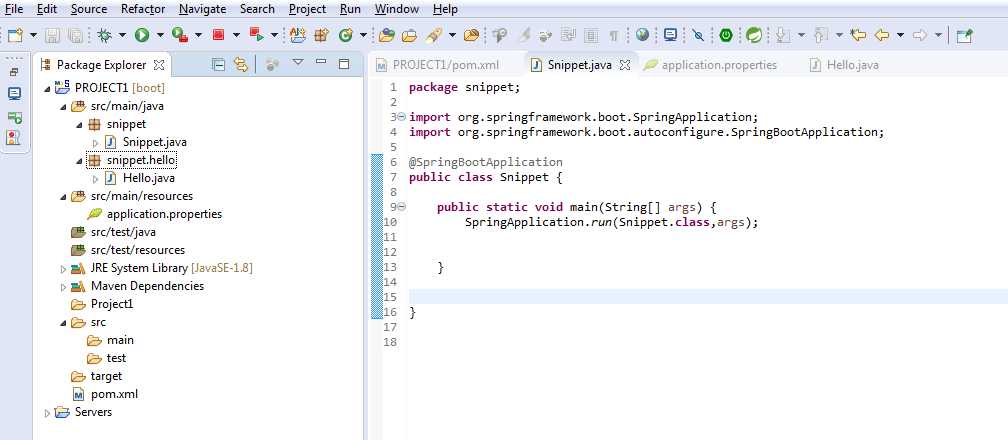 File Edit Source Refactor Navigate Search Project Run Window Help
Package Explorer
PROJECT1/pom.xml Snippet.java application.properties Hello.java
PROJECT1 [boot]
src/main/java
snippet
Snippet.java
snippet.hello
Hello.java
src/main/resources
application.properties
src/test/java
src/test/resources
JRE System Library [JavaSE-1.8]
Maven Dependencies
Project1
src
main
test
target
pom.xml
Servers
1 package snippet;
2
3 import org.springframework.boot.SpringApplication;
4 import org.springframework.boot.autoconfigure.SpringBootApplication;
5
6 @SpringBootApplication
7 public class Snippet {
8
9 public static void main(String[] args) {
10 SpringApplication.run(Snippet.class,args);
11
12
13 }
14
15
16 }
17
18